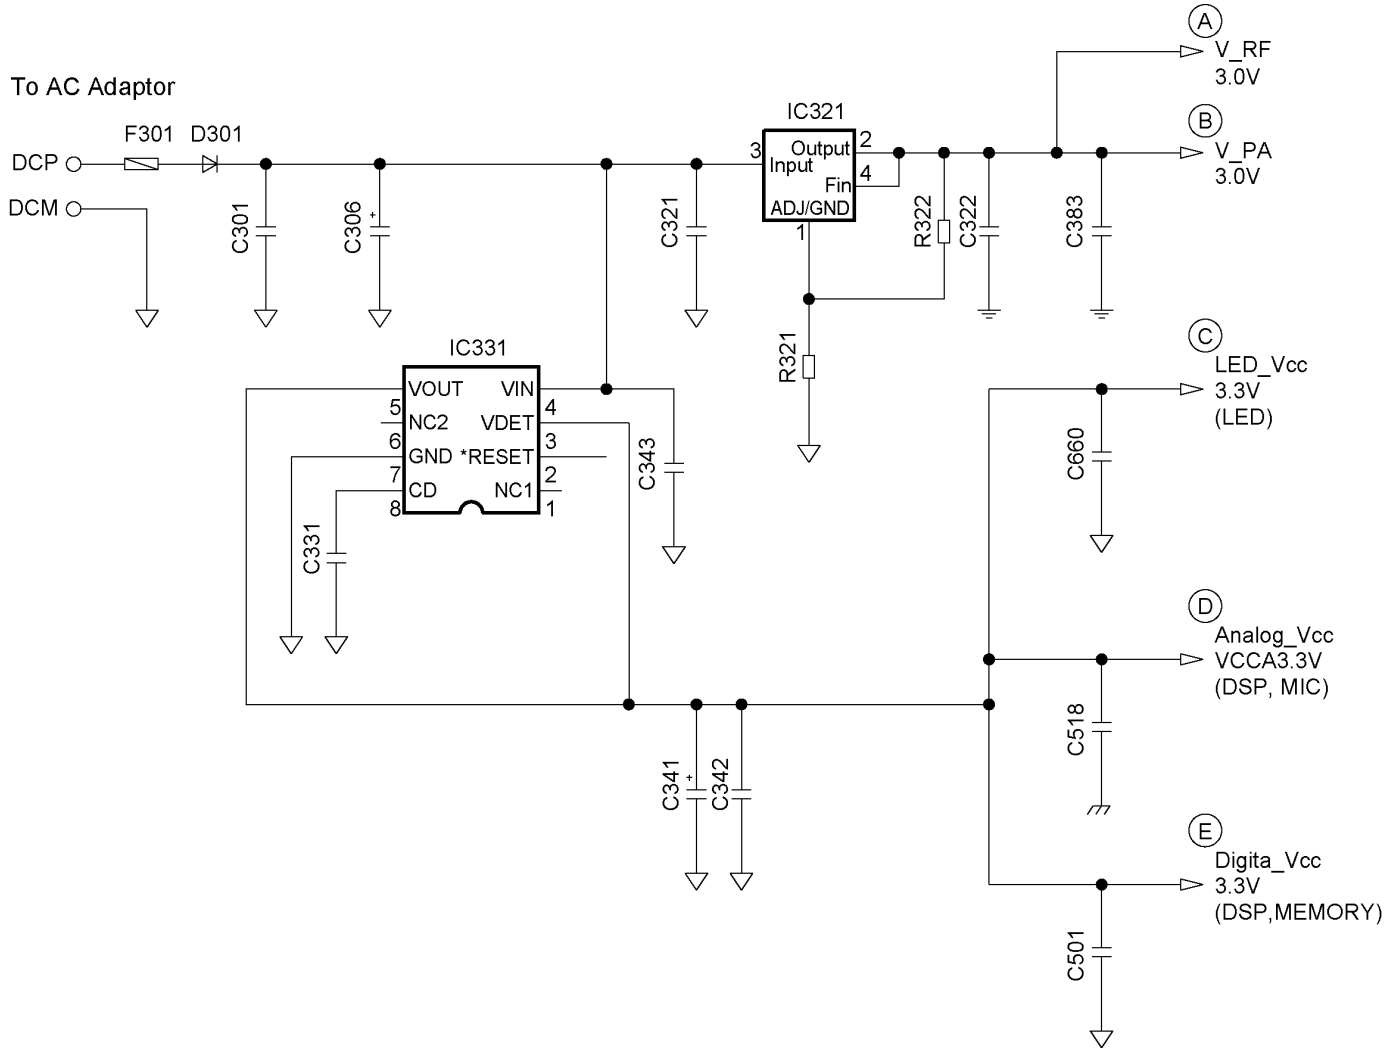 A
V_RF
3.0V
To AC Adaptor
F301 D301
IC321
B
V_PA
3.0V
DCP
DCM
3
Input
Output
2
Fin
4
ADJ/GND
1
C301
C306
+
C321
R322
C322
C383
R321
IC331
VOUT
VIN
5
NC2
VDET
4
6
GND
*RESET
3
7
CD
NC1
2
8
1
C331
C343
C
LED_Vcc
3.3V
(LED)
C660
D
Analog_Vcc
VCCA3.3V
(DSP, MIC)
C518
C341
+
C342
E
Digita_Vcc
3.3V
(DSP,MEMORY)
C501